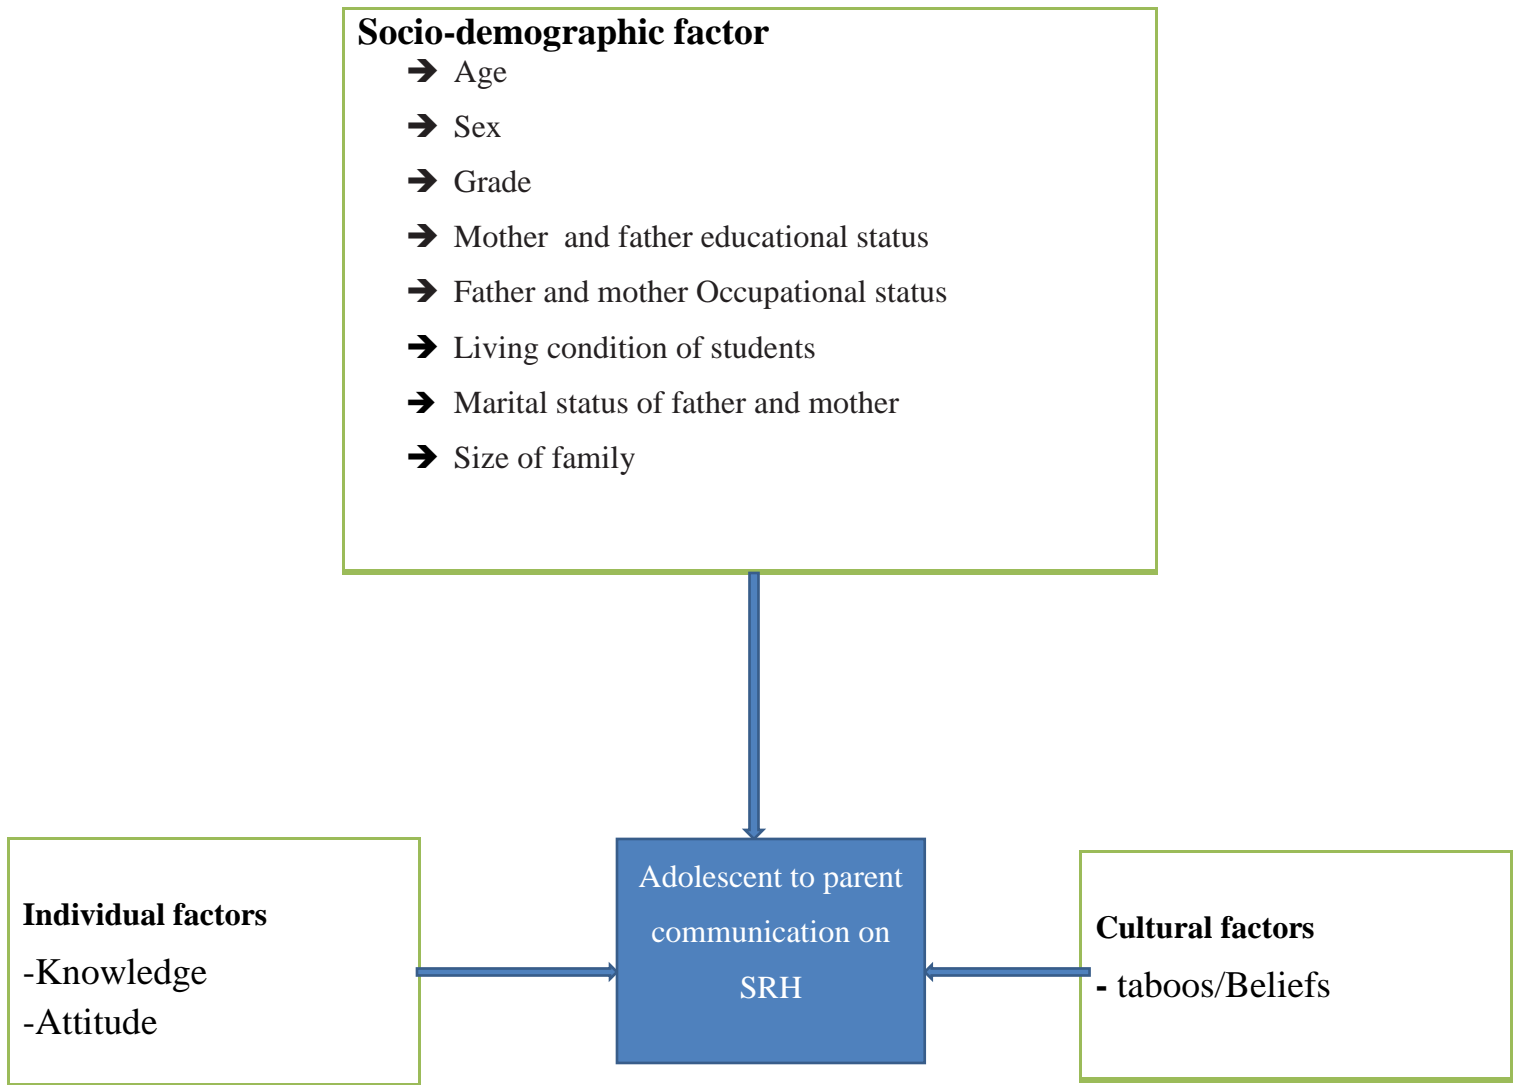 Socio-demographic factor
➔ Age
➔ Sex
➔ Grade
➔ Mother and father educational status
➔ Father and mother Occupational status
➔ Living condition of students
➔ Marital status of father and mother
➔ Size of family
Individual factors
-Knowledge
-Attitude
Adolescent to parent
communication on
SRH
Cultural factors
- taboos/Beliefs